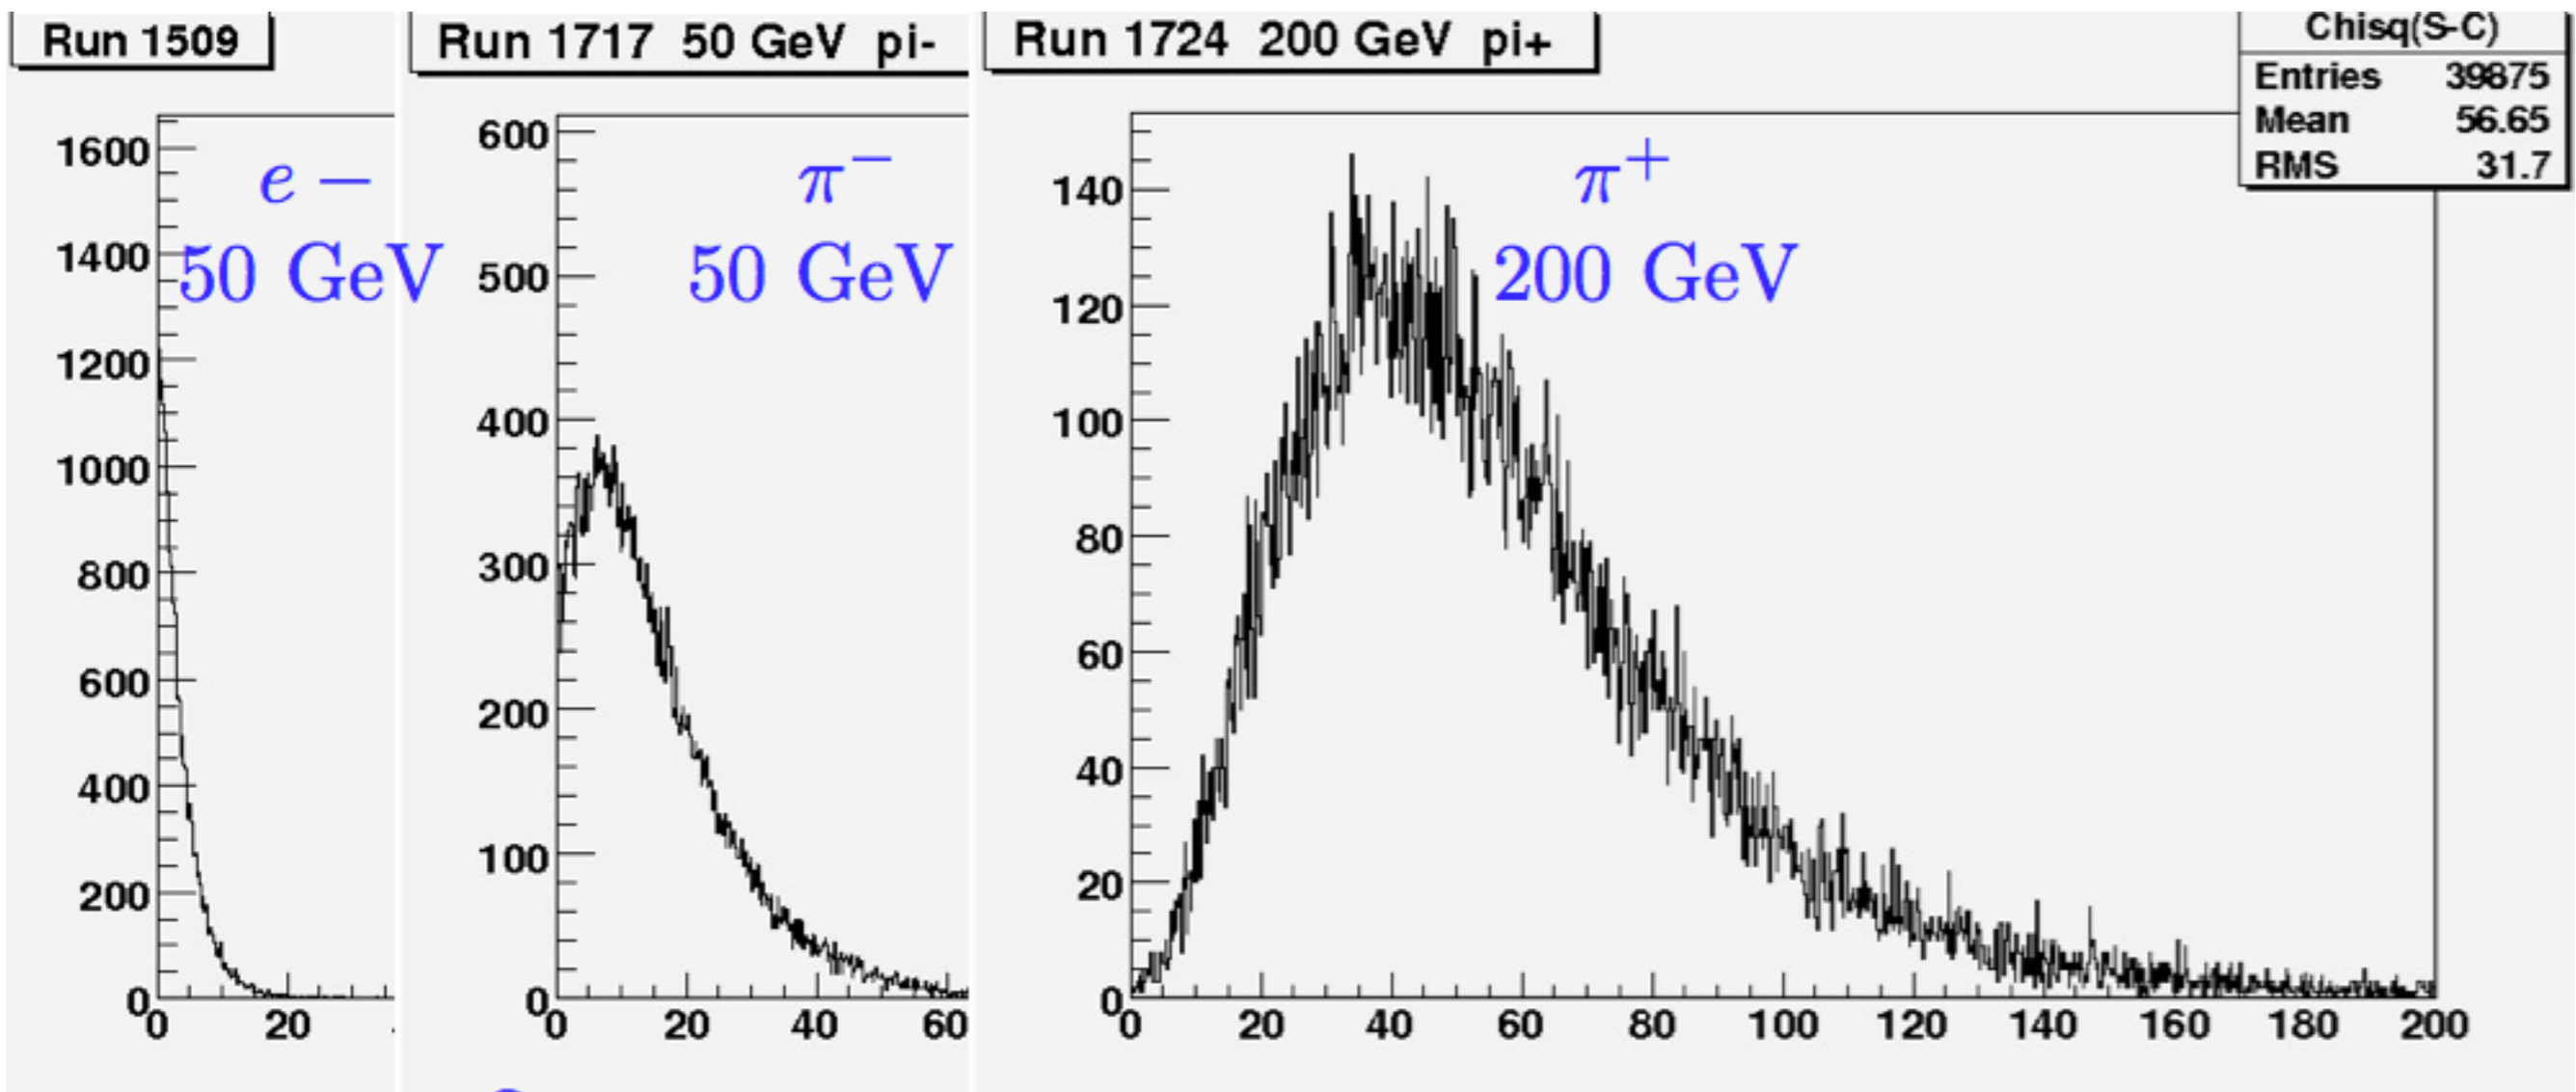 Run 1509
1600
1400
1200
1000
800
600
400
200
0
0 20
e −
50 GeV
Run 1717 50 GeV pi-
600
500
400
300
200
100
0
0 20 40 60
π−
50 GeV
Run 1724 200 GeV pi+
Chisq(S-C)
Entries 39875
Mean 56.65
RMS 31.7
140
120
100
80
60
40
20
0
0 20 40 60 80 100 120 140 160 180 200
π+
200 GeV